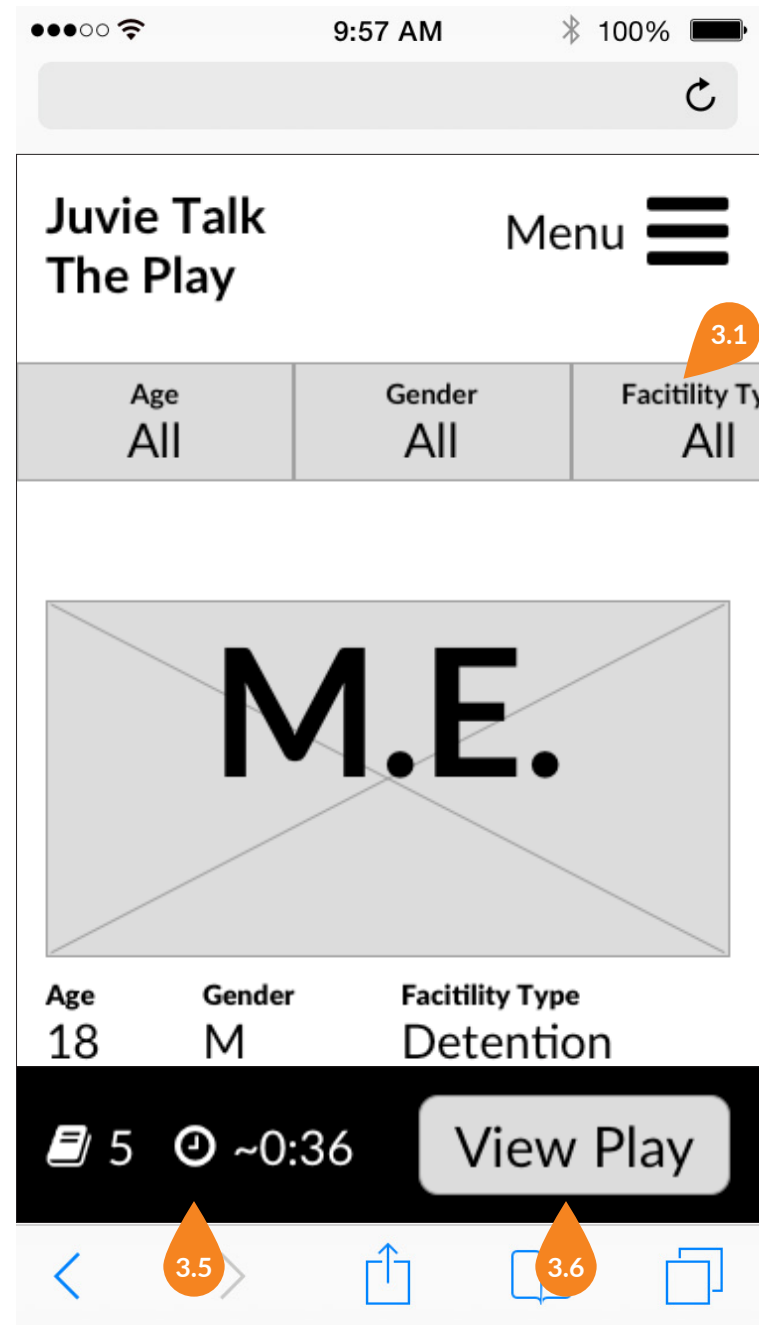 9:57 AM 100%
Juvie Talk
The Play
Menu
3.1
Age Gender Facitility Ty
All All All
M.E.
Age Gender Facitility Type
18 M Detention
5 ~0:36 View Play
3.5 3.6